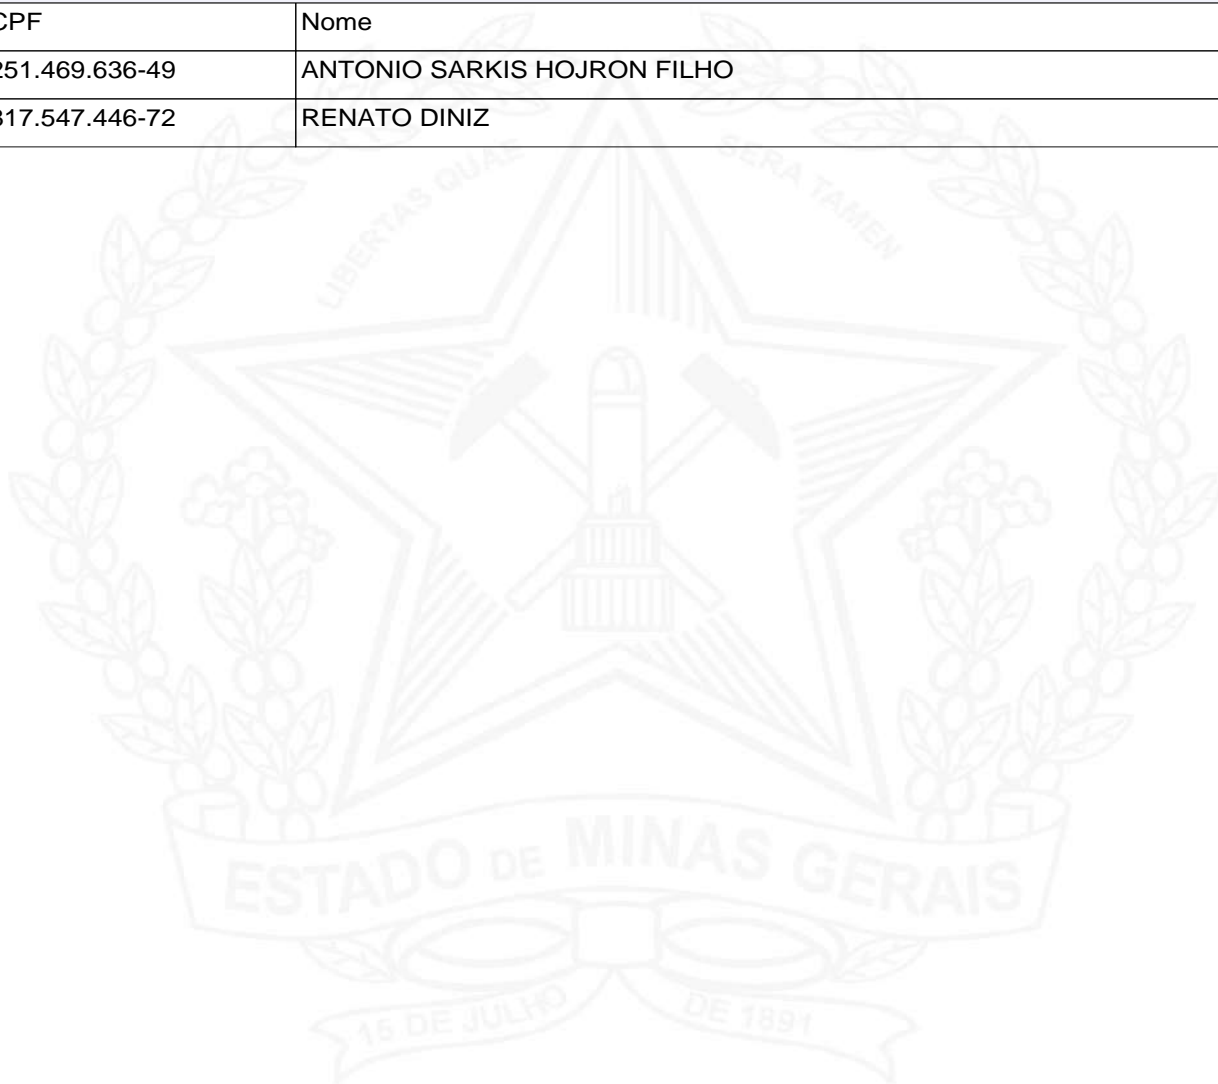 CPF Nome
251.469.636-49 ANTONIO SARKIS HOJRON FILHO
317.547.446-72 RENATO DINIZ
LIBERTAS QUAE SERA TAMEN
ESTADO DE MINAS GERAIS
15 DE JULHO DE 1891